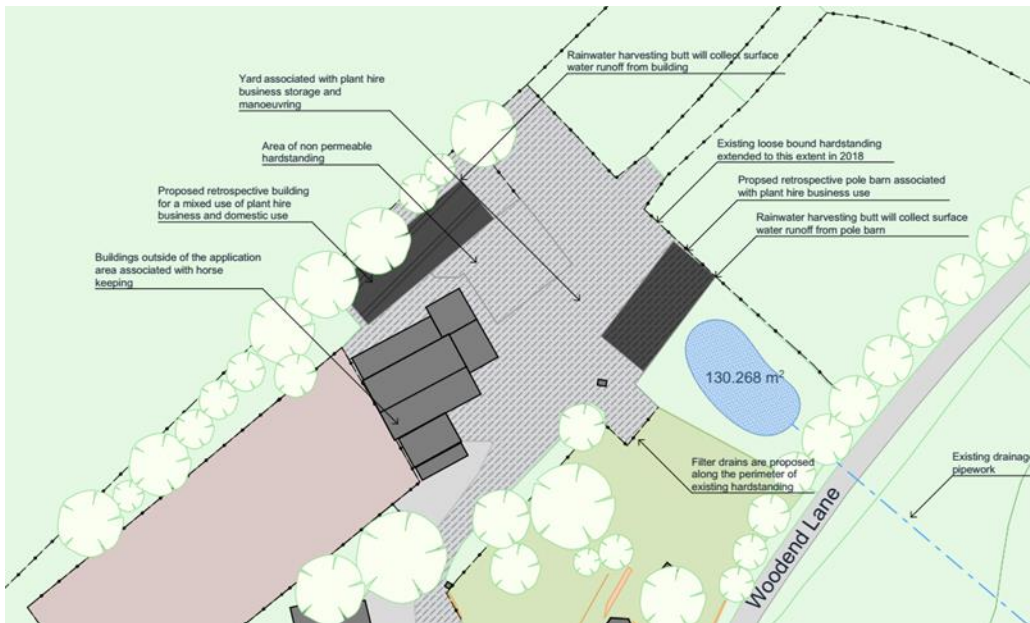 Rainwater harvesting butt will collect surface
water runoff from building
Yard associated with plant hire
business storage and
manoeuvring
Area of non permeable
hardstanding
Existing loose bound hardstanding
extended to this extent in 2018
Propsed retrospective pole barn associated
with plant hire business use
Proposed retrospective building
for a mixed use of plant hire
business and domestic use
Rainwater harvesting butt will collect surface
water runoff from pole barn
Buildings outside of the application
area associated with horse
keeping
130.268 m²
Filter drains are proposed
along the perimeter of
existing hardstanding
Existing drainage
pipework
Woodend Lane